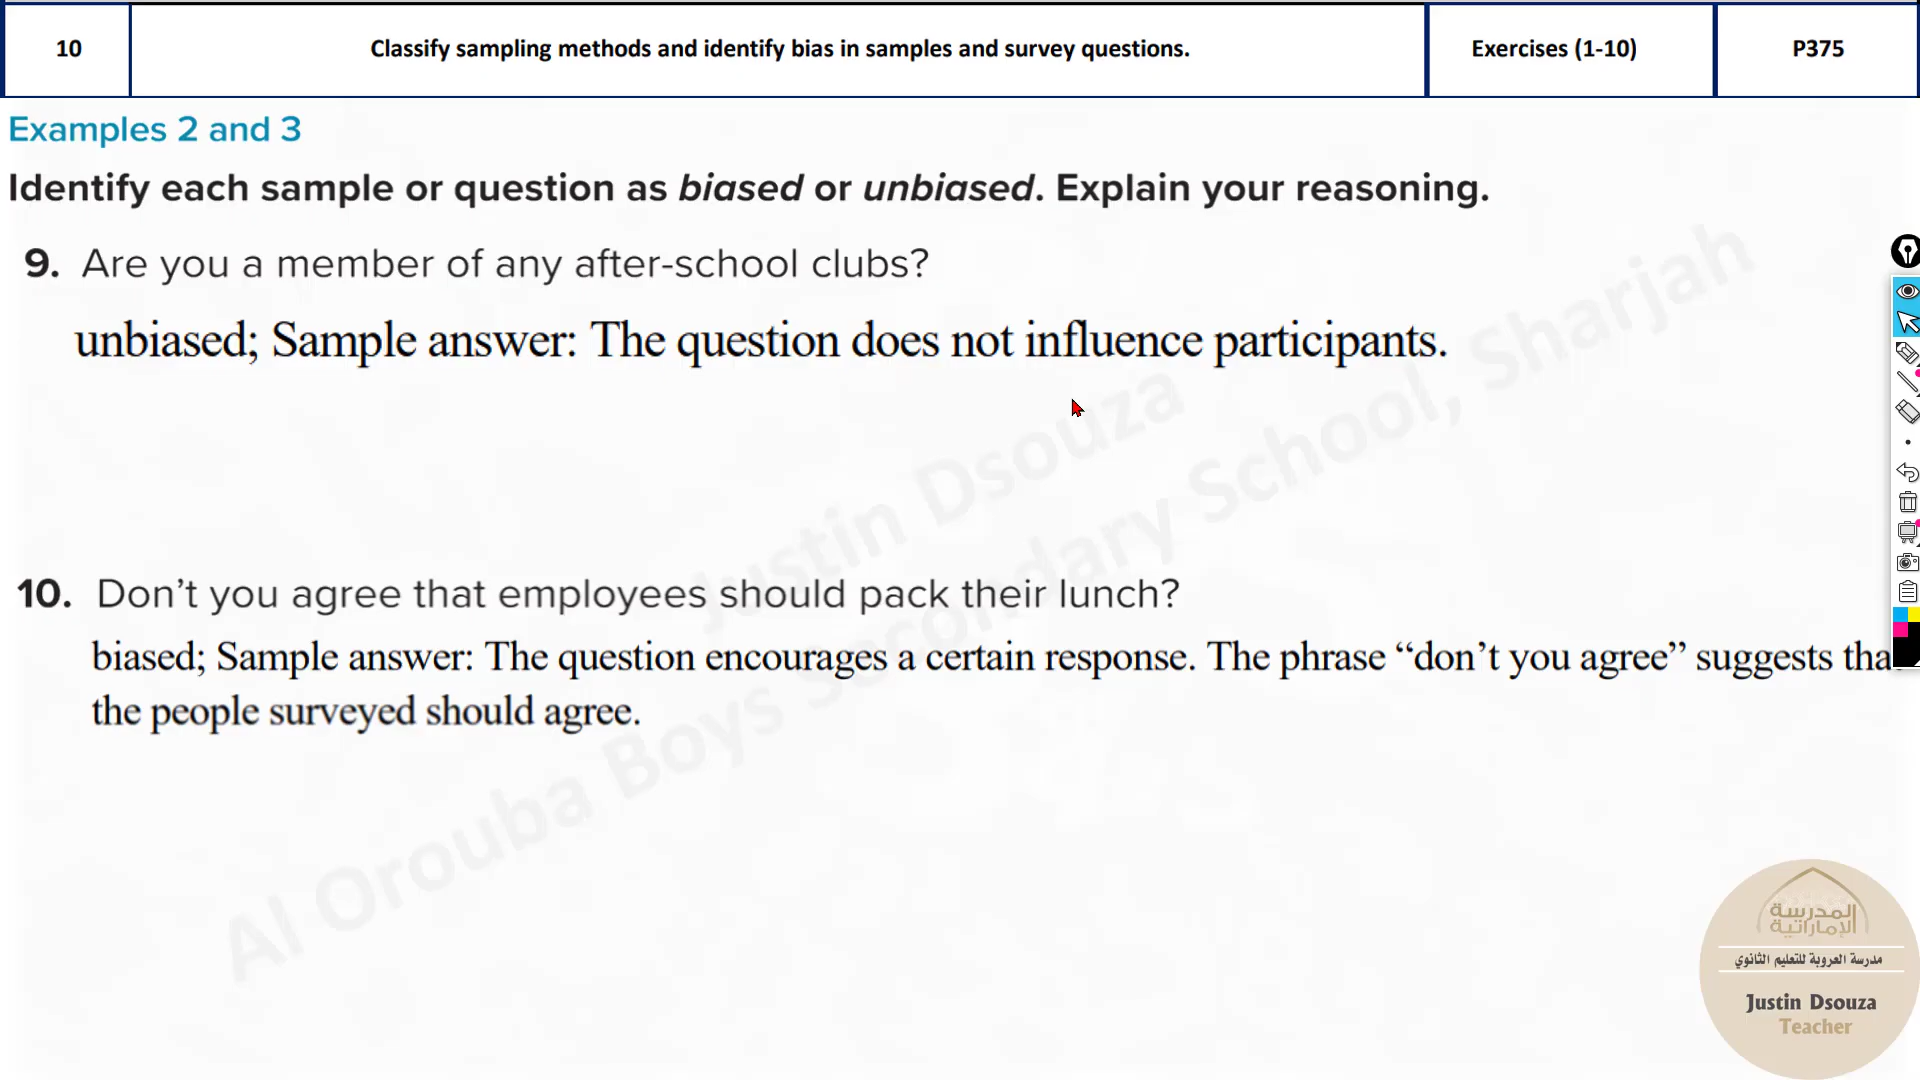 10
Classify sampling methods and identify bias in samples and survey questions.
Exercises (1-10)
P375
Examples 2 and 3
Identify each sample or question as biased or unbiased. Explain your reasoning.
9. Are you a member of any after-school clubs?
unbiased; Sample answer: The question does not influence participants.
10. Don’t you agree that employees should pack their lunch?
biased; Sample answer: The question encourages a certain response. The phrase “don’t you agree” suggests tha
the people surveyed should agree.
Justin Dsouza
Al Orouba Boys Secondary School, Sharjah
المدرسة
الإماراتية
مدرسة العروبة للتعليم الثانوي
Justin Dsouza
Teacher